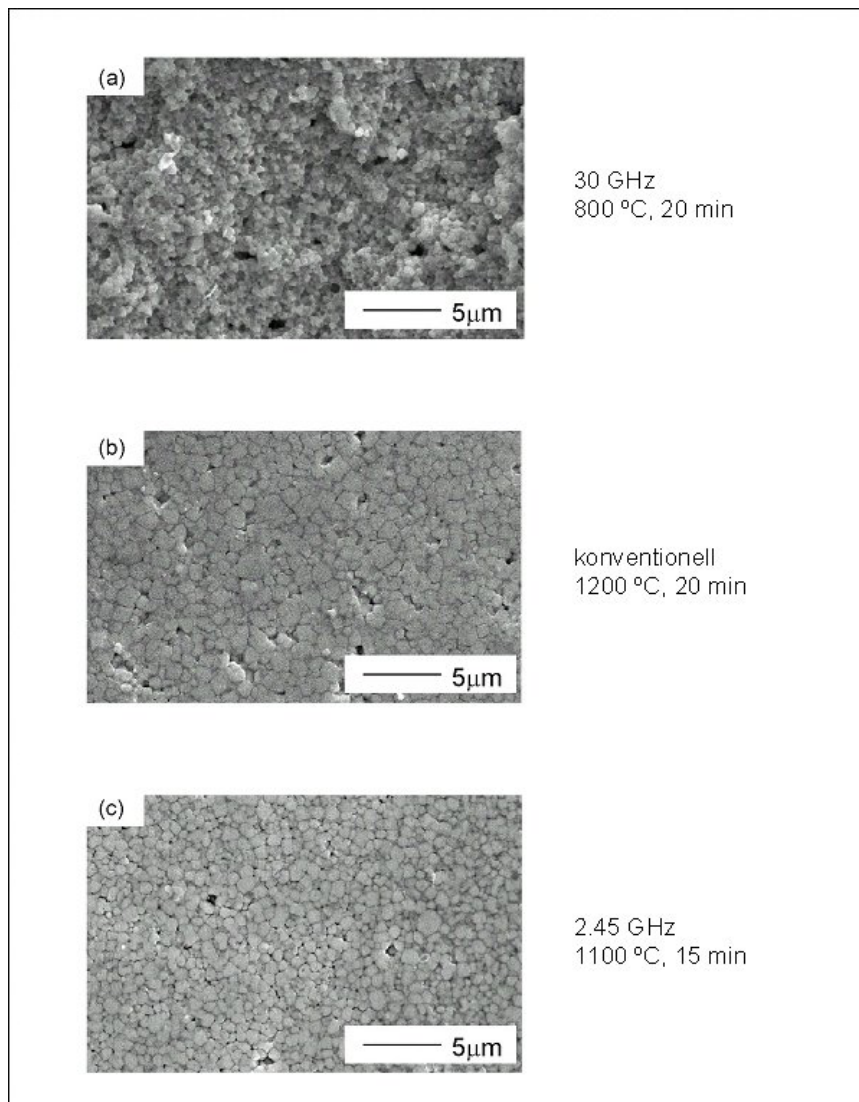 (a)
30 GHz
800 ºC, 20 min
5µm
(b)
konventionell
1200 ºC, 20 min
5µm
(c)
2.45 GHz
1100 ºC, 15 min
5µm